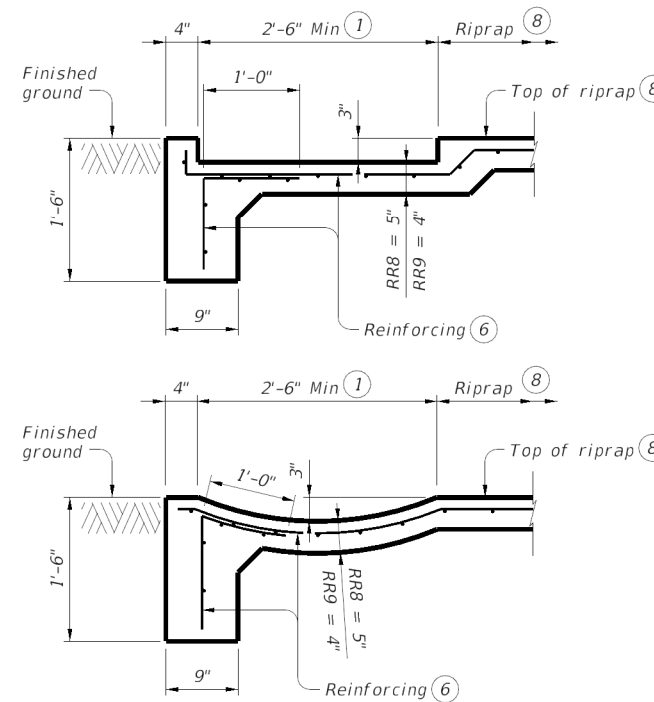 4" 2'-6" Min 1 Riprap 8
Finished
ground
1'-0"
3"
Top of riprap 8
1'-6"
RR8 = 5"
RR9 = 4"
9"
Reinforcing 6
4" 2'-6" Min 1 Riprap 8
Finished
ground
1'-0"
3"
Top of riprap 8
1'-6"
RR8 = 5"
RR9 = 4"
9"
Reinforcing 6